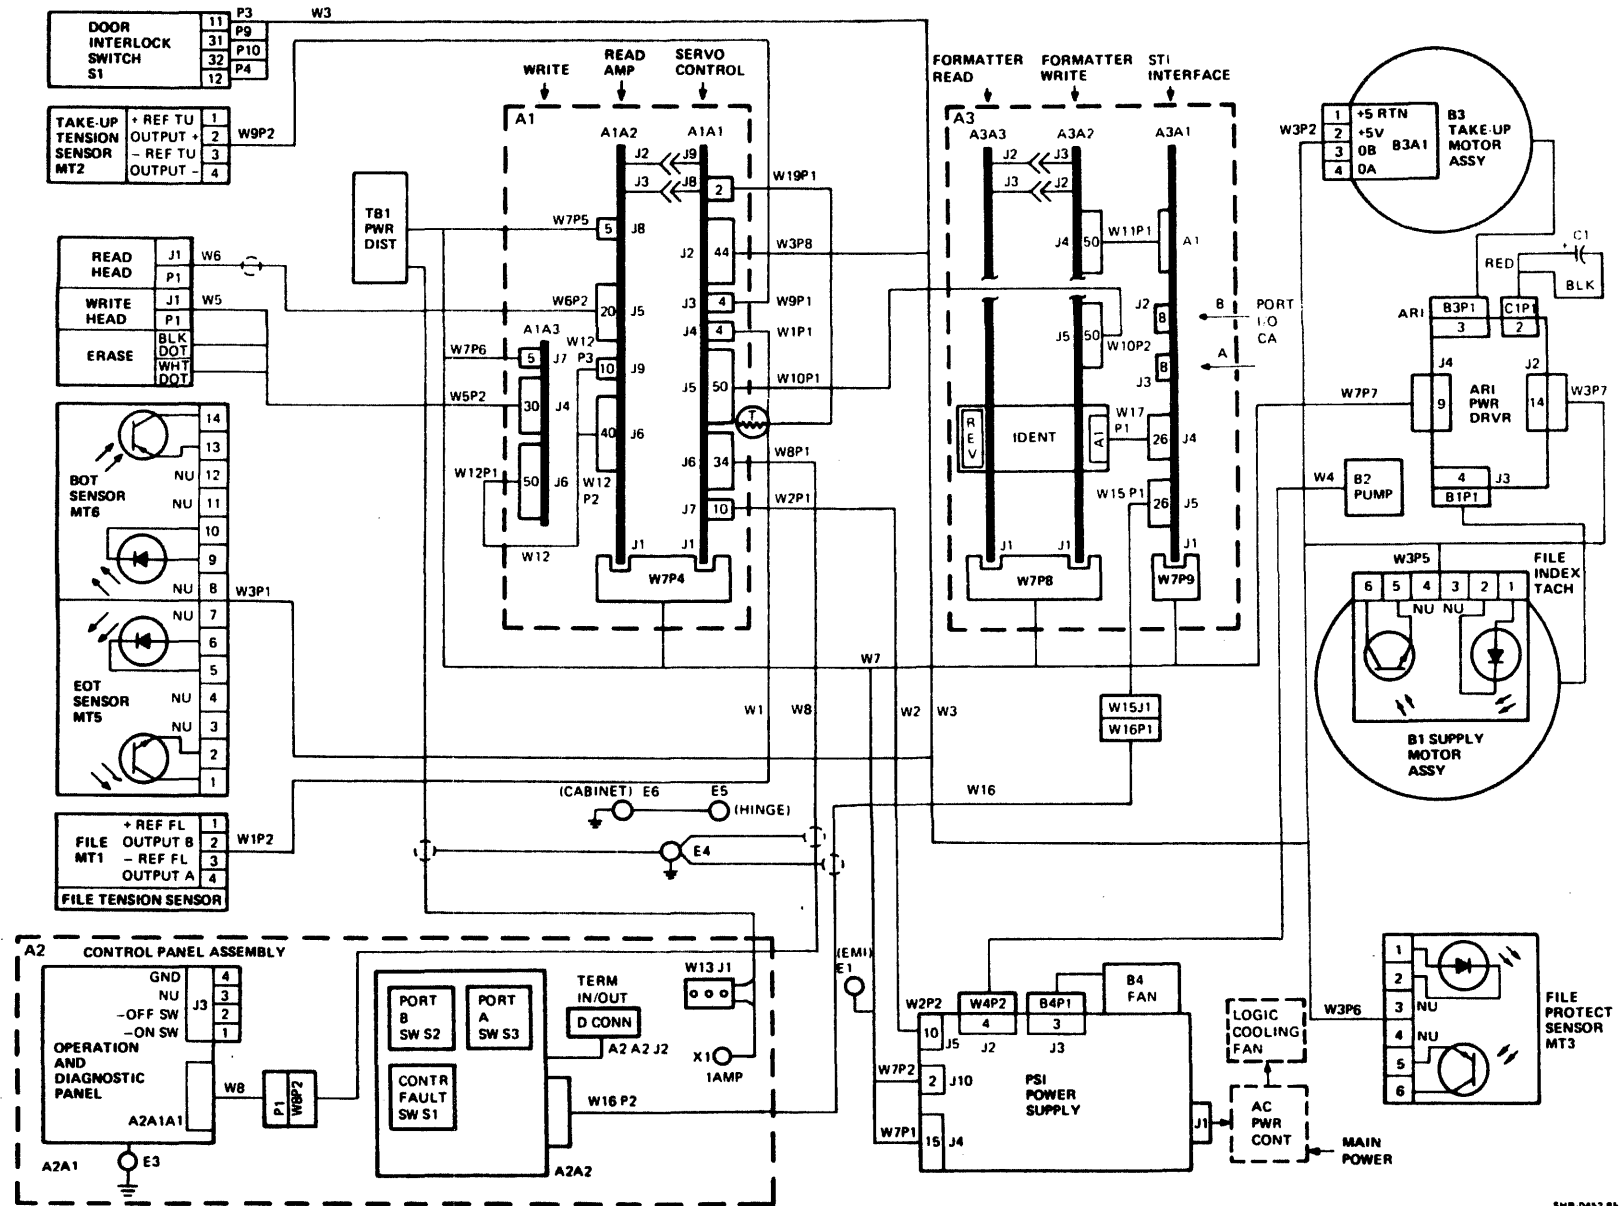 DOOR
INTERLOCK
SWITCH
S1
11
31
32
12
P3
P9
P10
P4
W3
TAKE-UP
TENSION
SENSOR
MT2
+ REF TU
OUTPUT +
- REF TU
OUTPUT -
1
2
3
4
W9P2
READ
HEAD
J1
P1
W6
WRITE
HEAD
J1
P1
W5
ERASE
BLK
DOT
WHT
DOT
BOT
SENSOR
MT6
14
13
NU 12
NU 11
10
9
NU 8
W3P1
NU 7
6
5
NU 4
NU 3
2
1
EOT
SENSOR
MT5
FILE
MT1
+ REF FL
OUTPUT B
- REF FL
OUTPUT A
1
2
3
4
W1P2
FILE TENSION SENSOR
TB1
PWR
DIST
WRITE
READ
AMP
SERVO
CONTROL
A1
A1A2
A1A1
J2
J9
J3
J8
2
W19P1
W7P5
5
J8
J2
44
W3P8
W6P2
20
J5
J3
4
W9P1
J4
4
W1P1
A1A3
W12
P3
W7P6
5
J7
10
J9
J5
50
W10P1
W5P2
30
J4
40
J6
T
W12P1
50
J6
W12
P2
J6
34
W8P1
J7
10
W2P1
W12
J1
J1
W7P4
FORMATTER
READ
FORMATTER
WRITE
STI
INTERFACE
A3
A3A3
A3A2
A3A1
J2
J3
J3
J2
J4
50
W11P1
A1
J5
50
W10P2
J2
8
B
PORT
I/O
CA
A
8
J3
REV
IDENT
A1
W17
P1
26
J4
W15 P1
26
J5
J1
J1
J1
W7P8
W7P9
W7
W1
W8
W2
W3
W15J1
W16P1
W16
W3P2
1
2
3
4
+5 RTN
+5V
0B
0A
B3A1
B3
TAKE-UP
MOTOR
ASSY
RED
+
C1
BLK
ARI
B3P1
3
C1P1
2
J4
J2
W7P7
9
ARI
PWR
DRVR
14
W3P7
4
J3
B1P1
W4
B2
PUMP
W3P5
FILE
INDEX
TACH
6
5
4
3
2
1
NU NU
B1 SUPPLY
MOTOR
ASSY
(CABINET) E6
E5
(HINGE)
E4
A2
CONTROL PANEL ASSEMBLY
GND
NU
-OFF SW
-ON SW
J3
4
3
2
1
OPERATION
AND
DIAGNOSTIC
PANEL
A2A1A1
W8
P1
W8P2
A2A1
E3
PORT
B
SW S2
PORT
A
SW S3
CONTR
FAULT
SW S1
TERM
IN/OUT
D CONN
A2 A2 J2
W13 J1
X1
1AMP
W16 P2
A2A2
(EMI)
E1
W2P2
10
J5
W4P2
4
J2
B4P1
3
J3
B4
FAN
W7P2
2
J10
PSI
POWER
SUPPLY
W7P1
15
J4
J1
LOGIC
COOLING
FAN
AC
PWR
CONT
MAIN
POWER
W3P6
1
2
3
4
5
6
NU
NU
FILE
PROTECT
SENSOR
MT3